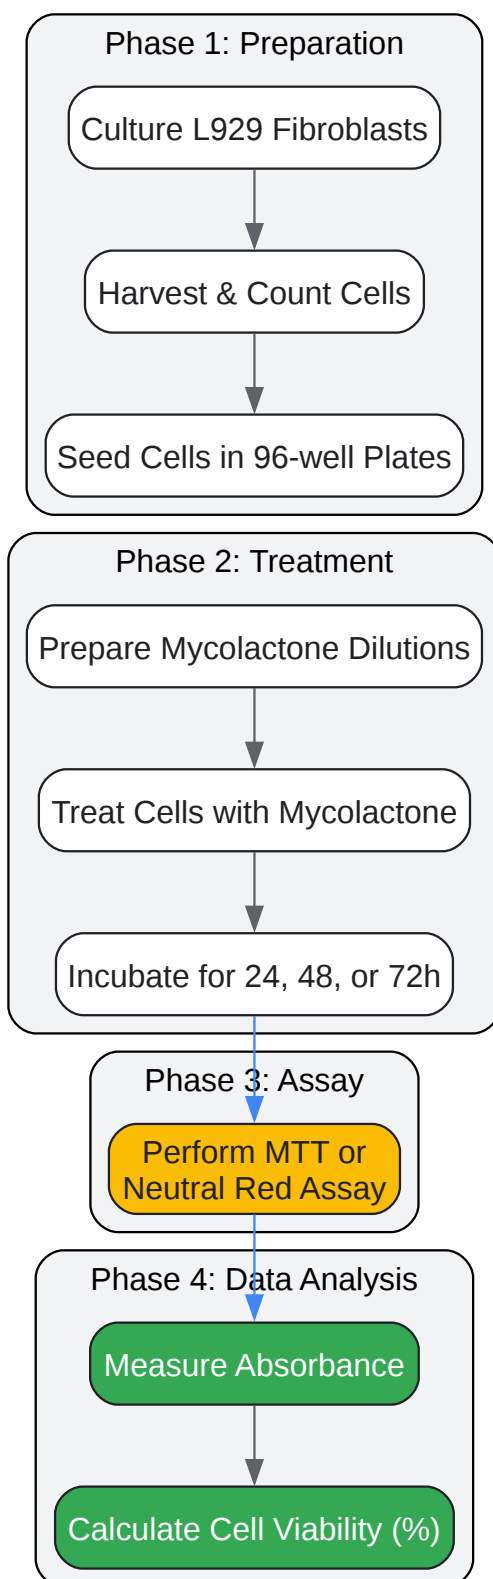 Phase 1: Preparation
Culture L929 Fibroblasts
Harvest & Count Cells
Seed Cells in 96-well Plates
Phase 2: Treatment
Prepare Mycolactone Dilutions
Treat Cells with Mycolactone
Incubate for 24, 48, or 72h
Phase 3: Assay
Perform MTT or
Neutral Red Assay
Phase 4: Data Analysis
Measure Absorbance
Calculate Cell Viability (%)